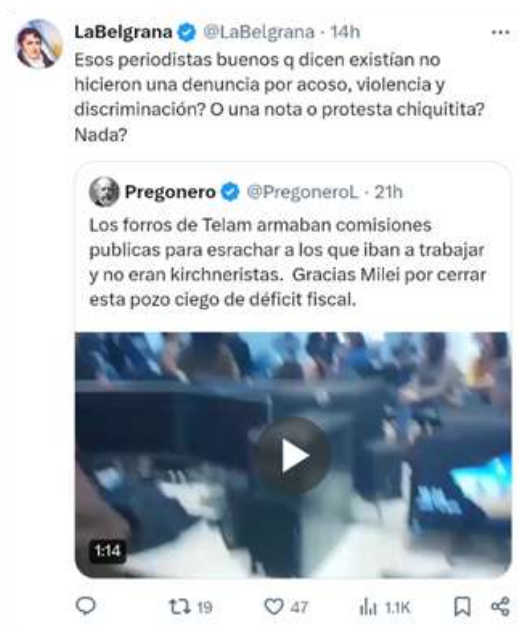 LaBelgrana @LaBelgrana · 14h
Esos periodistas buenos q dicen existían no
hicieron una denuncia por acoso, violencia y
discriminación? O una nota o protesta chiquitita?
Nada?
Pregonero @PregoneroL · 21h
Los forros de Telam armaban comisiones
publicas para esrachar a los que iban a trabajar
y no eran kirchneristas. Gracias Milei por cerrar
esta pozo ciego de déficit fiscal.
1:14
19 47 1.1K